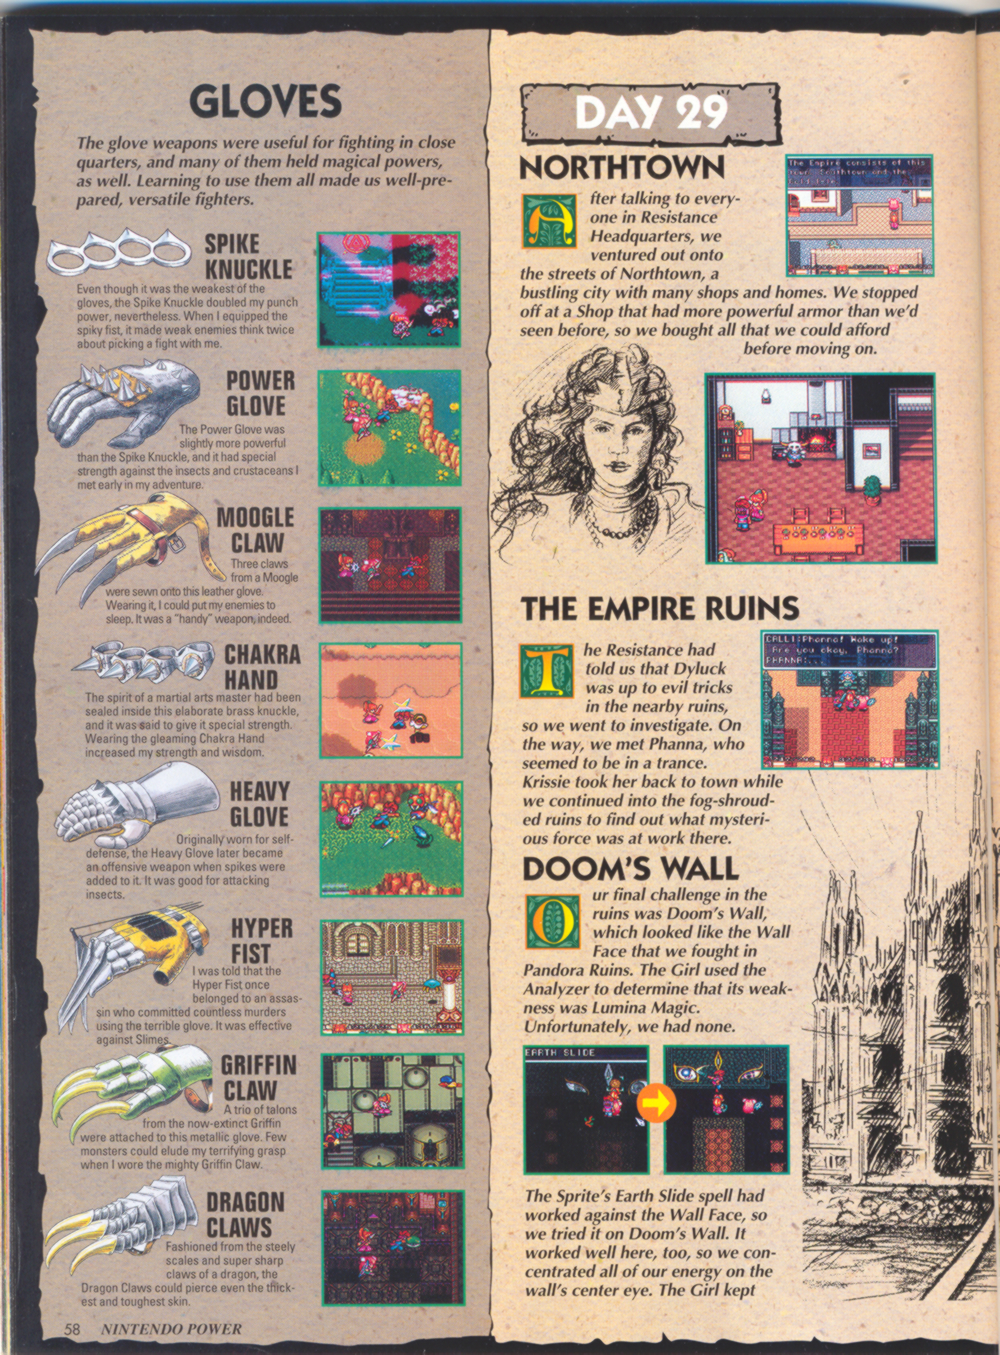 GLOVES
The glove weapons were useful for fighting in close
quarters, and many of them held magical powers,
as well. Learning to use them all made us well-pre-
pared, versatile fighters.
SPIKE
KNUCKLE
Even though it was the weakest of the
gloves, the Spike Knuckle doubled my punch
power, nevertheless. When I equipped the
spiky fist, it made weak enemies think twice
about picking a fight with me.
POWER
GLOVE
The Power Glove was
slightly more powerful
than the Spike Knuckle, and it had special
strength against the insects and crustaceans I
met early in my adventure.
MOOGLE
CLAW
Three claws
from a Moogle
were sewn onto this leather glove.
Wearing it, I could put my enemies to
sleep. It was a "handy" weapon, indeed.
CHAKRA
HAND
The spirit of a martial arts master had been
sealed inside this elaborate brass knuckle,
and it was said to give it special strength.
Wearing the gleaming Chakra Hand
increased my strength and wisdom.
HEAVY
GLOVE
Originally worn for self-
defense, the Heavy Glove later became
an offensive weapon when spikes were
added to it. It was good for attacking
insects.
HYPER
FIST
I was told that the
Hyper Fist once
belonged to an assas-
sin who committed countless murders
using the terrible glove. It was effective
against Slimes.
GRIFFIN
CLAW
A trio of talons
from the now-extinct Griffin
were attached to this metallic glove. Few
monsters could elude my terrifying grasp
when I wore the mighty Griffin Claw.
DRAGON
CLAWS
Fashioned from the steely
scales and super sharp
claws of a dragon, the
Dragon Claws could pierce even the thick-
est and toughest skin.
58 NINTENDO POWER
DAY 29
NORTHTOWN
The Empire consists of this
town, Northtown and the
After talking to every-
one in Resistance
Headquarters, we
ventured out onto
the streets of Northtown, a
bustling city with many shops and homes. We stopped
off at a Shop that had more powerful armor than we'd
seen before, so we bought all that we could afford
before moving on.
THE EMPIRE RUINS
CALLI:Phanna! Wake up!
Are you okay, Phanna?
PHANNA:...
The Resistance had
told us that Dyluck
was up to evil tricks
in the nearby ruins,
so we went to investigate. On
the way, we met Phanna, who
seemed to be in a trance.
Krissie took her back to town while
we continued into the fog-shroud-
ed ruins to find out what mysteri-
ous force was at work there.
DOOM'S WALL
Our final challenge in the
ruins was Doom's Wall,
which looked like the Wall
Face that we fought in
Pandora Ruins. The Girl used the
Analyzer to determine that its weak-
ness was Lumina Magic.
Unfortunately, we had none.
EARTH SLIDE
The Sprite's Earth Slide spell had
worked against the Wall Face, so
we tried it on Doom's Wall. It
worked well here, too, so we con-
centrated all of our energy on the
wall's center eye. The Girl kept